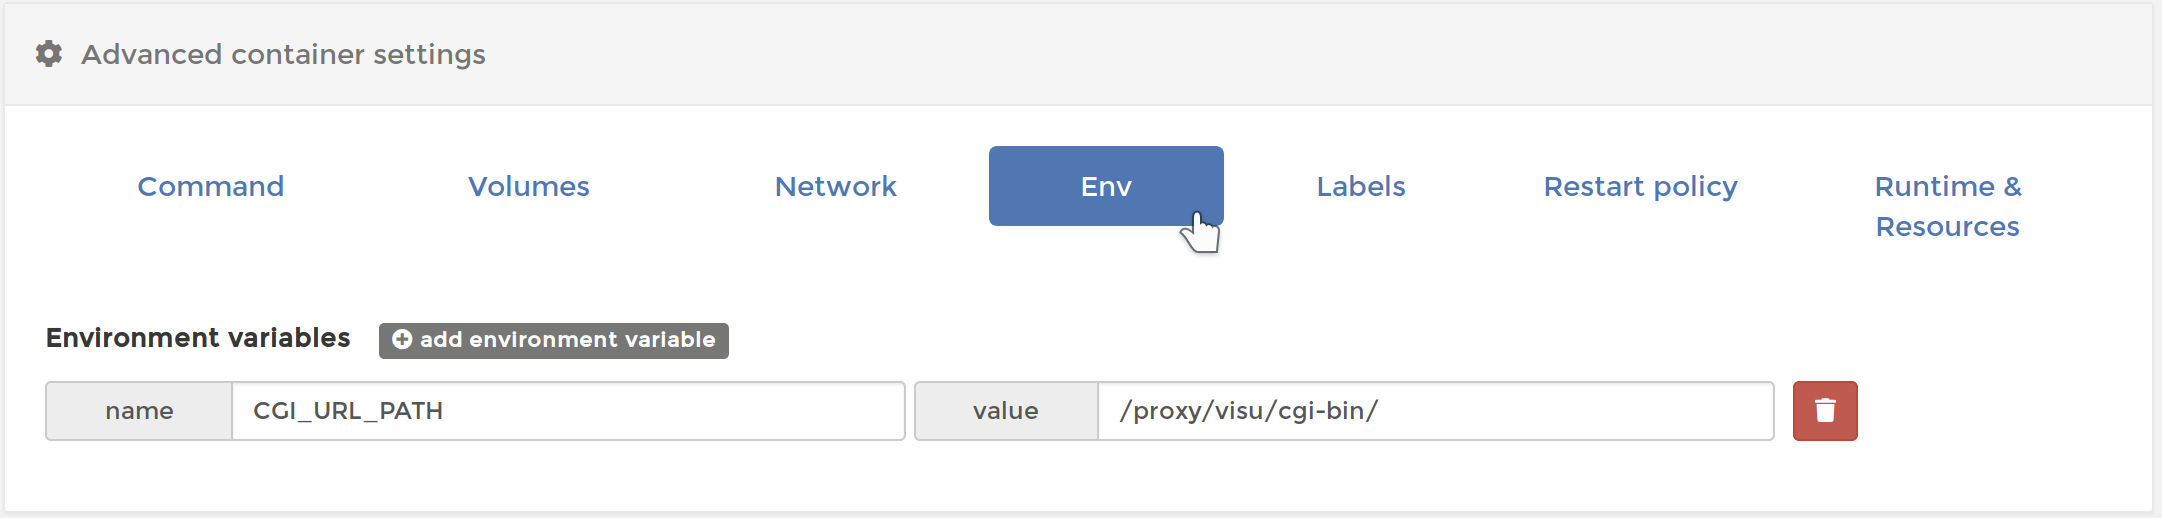 Advanced container settings
Command Volumes Network Env Labels Restart policy Runtime &
Resources
Environment variables add environment variable
name CGI_URL_PATH value /proxy/visu/cgi-bin/